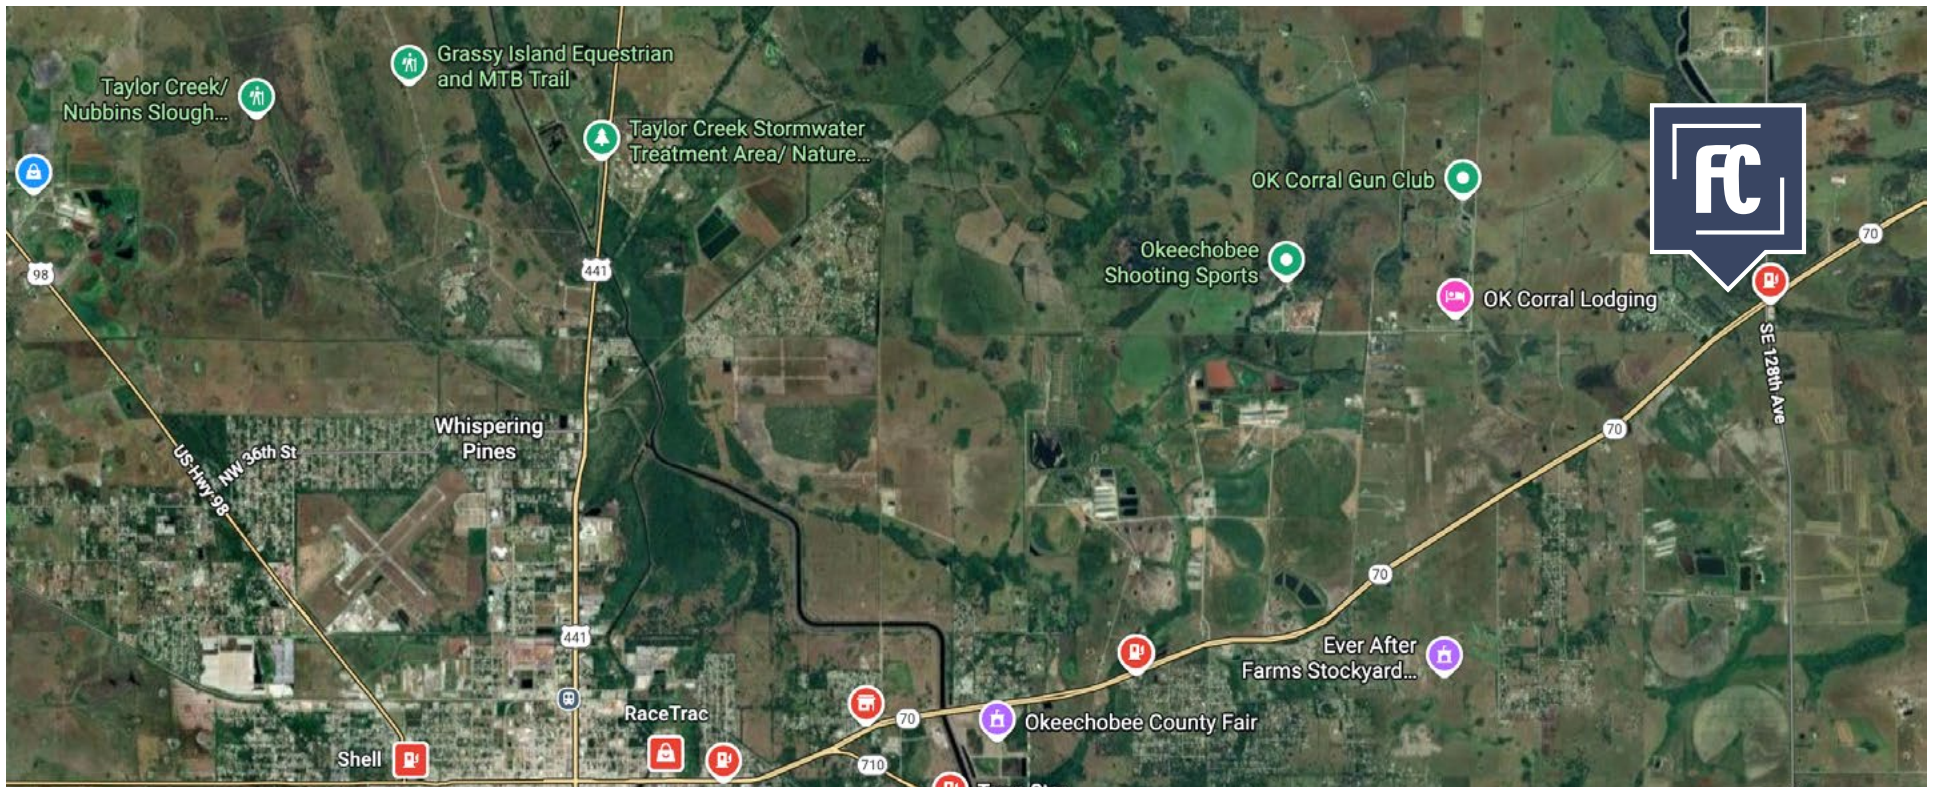 Grassy Island Equestrian
and MTB Trail
Taylor Creek/
Nubbins Slough...
Taylor Creek Stormwater
Treatment Area/ Nature...
OK Corral Gun Club
FC
70
Okeechobee
Shooting Sports
98
441
OK Corral Lodging
SE 128th Ave
Whispering
Pines
70
NW 36th St
US Hwy 98
70
441
Ever After
Farms Stockyard...
RaceTrac
70
Okeechobee County Fair
Shell
710